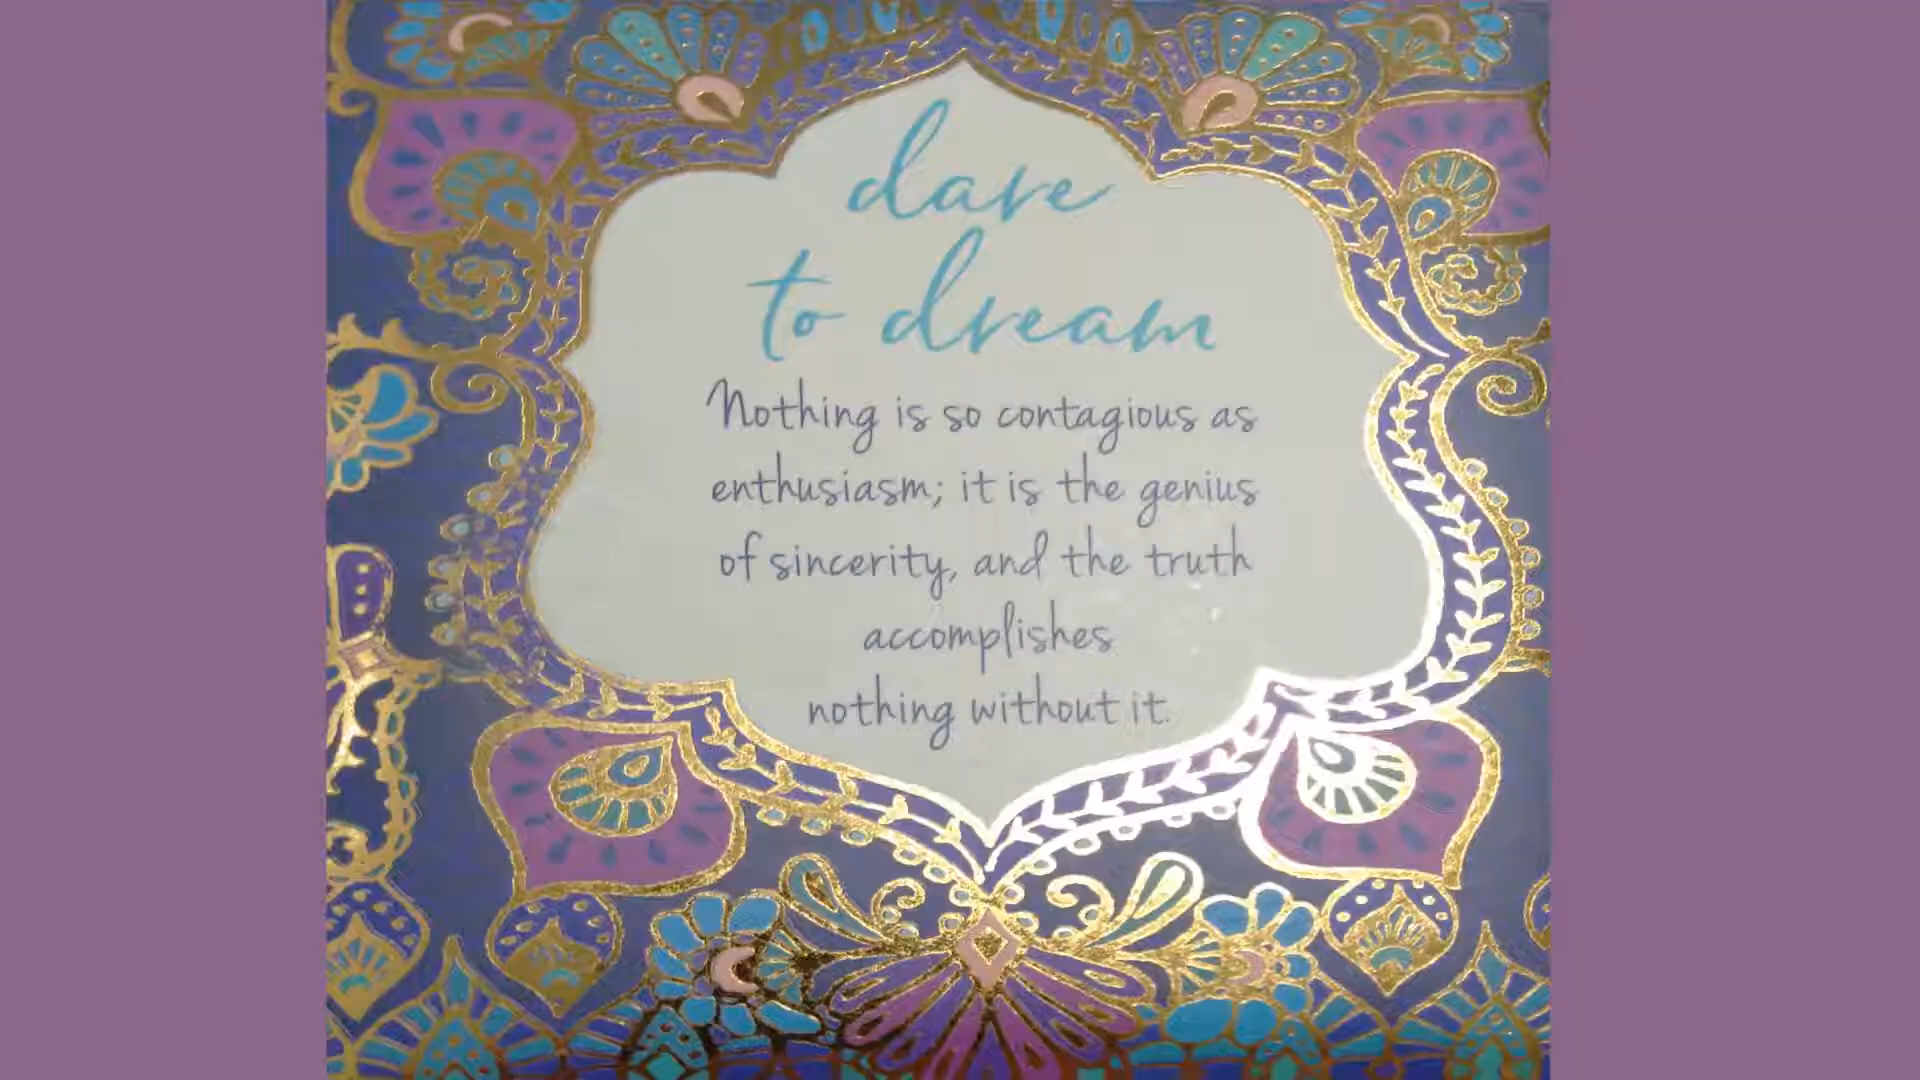 dare
to dream
Nothing is so contagious as
enthusiasm; it is the genius
of sincerity, and the truth
accomplishes
nothing without it.